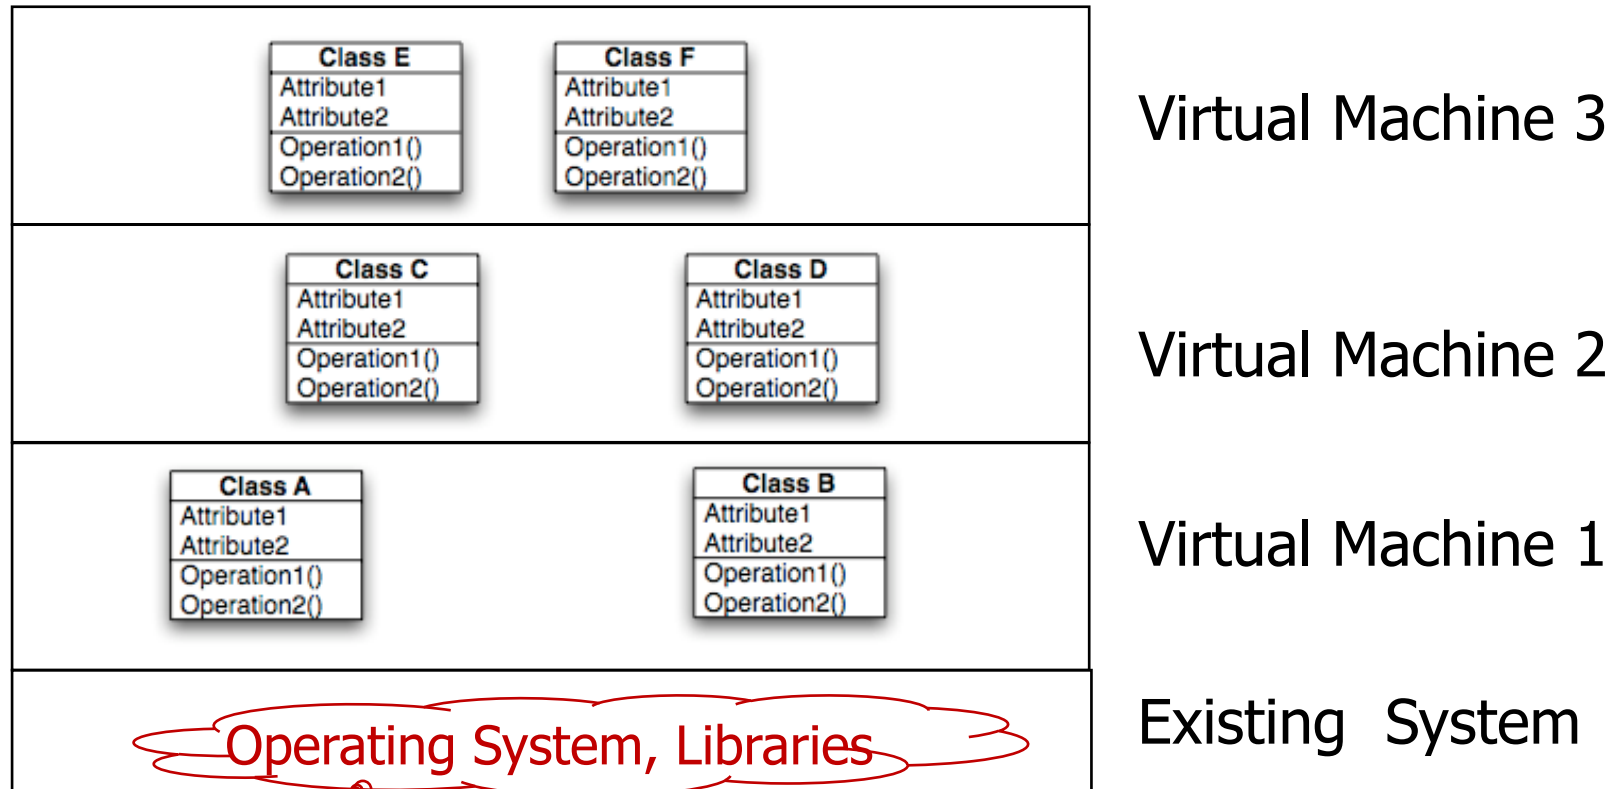 Class E
Attribute1
Attribute2
Operation1()
Operation2()
Class F
Attribute1
Attribute2
Operation1()
Operation2()
Virtual Machine 3
Class C
Attribute1
Attribute2
Operation1()
Operation2()
Class D
Attribute1
Attribute2
Operation1()
Operation2()
Virtual Machine 2
Class A
Attribute1
Attribute2
Operation1()
Operation2()
Class B
Attribute1
Attribute2
Operation1()
Operation2()
Virtual Machine 1
Operating System, Libraries
Existing System